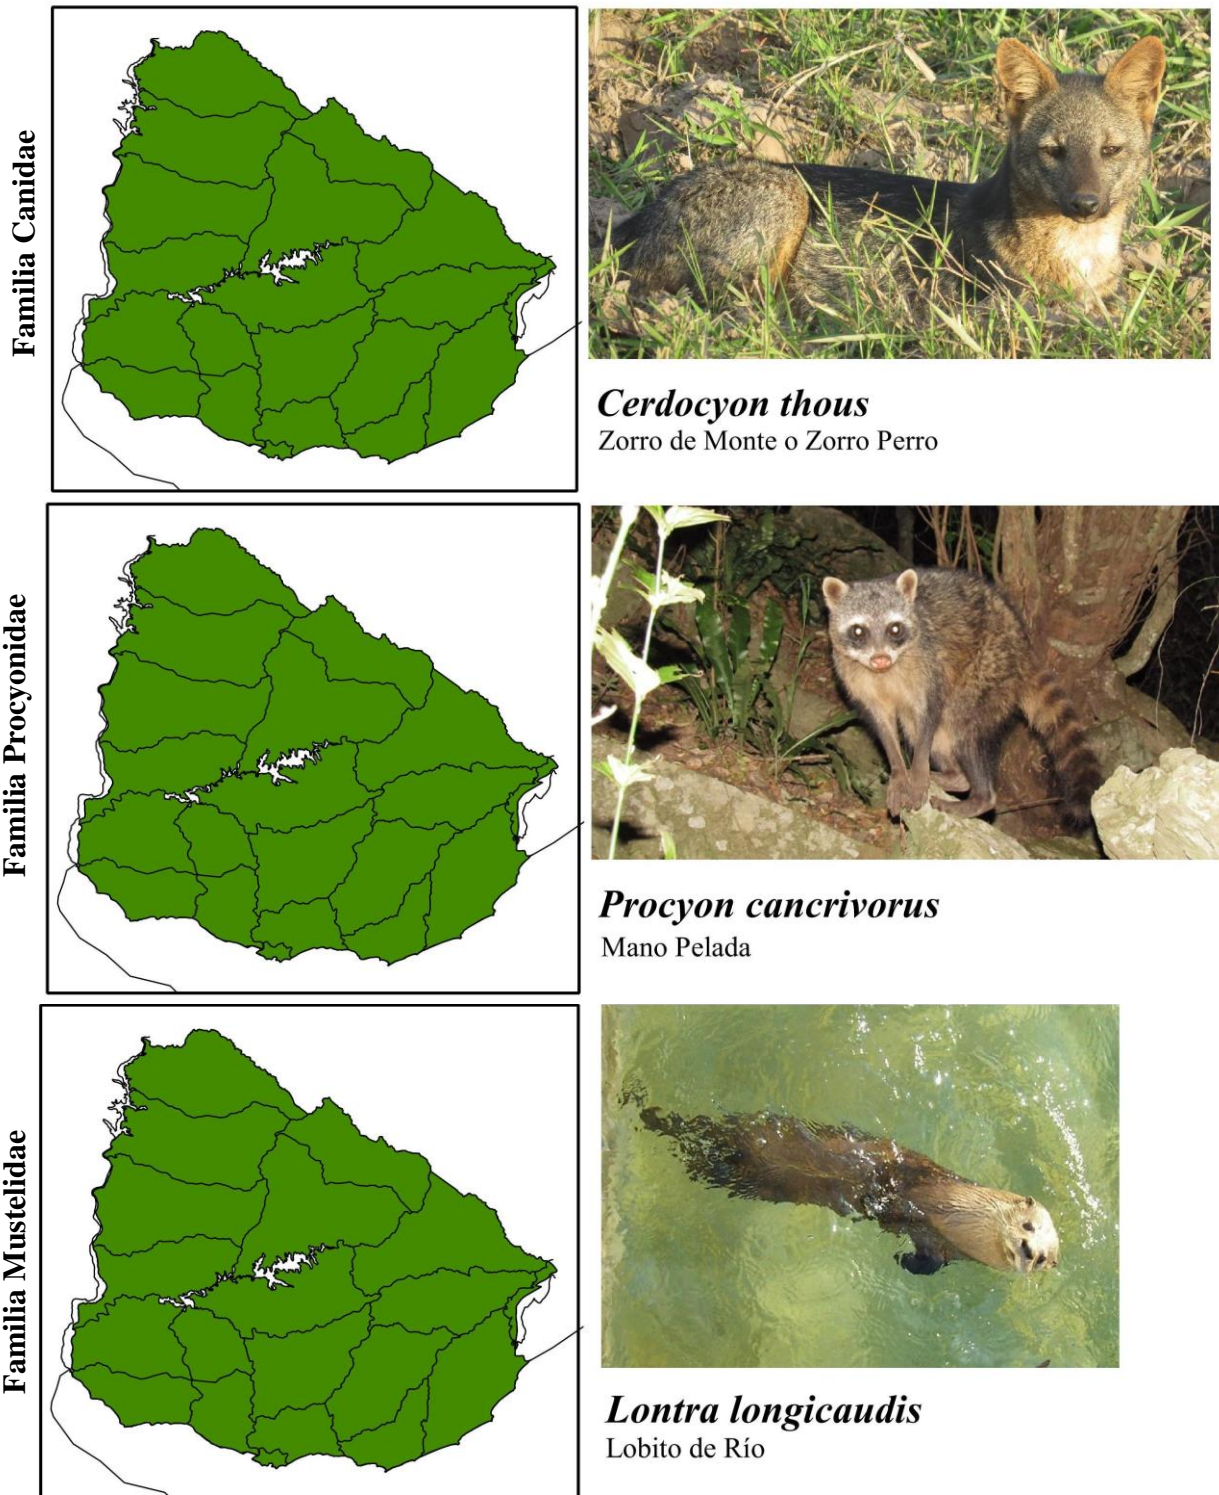 Familia Canidae
Cerdocyon thous
Zorro de Monte o Zorro Perro
Familia Procyonidae
Procyon cancrivorus
Mano Pelada
Familia Mustelidae
Lontra longicaudis
Lobito de Río